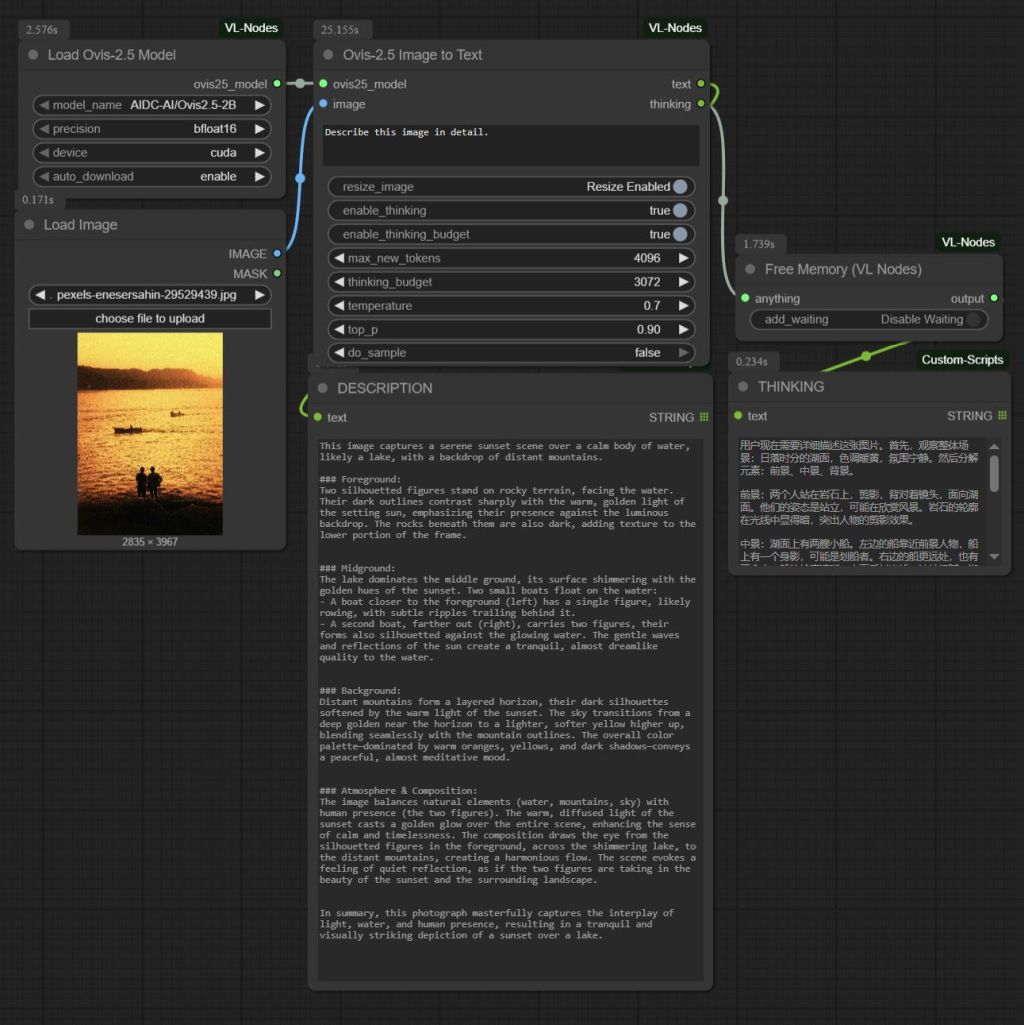 2.576s
VL-Nodes
Load Ovis-2.5 Model
ovis25_model
model_name AIDC-AI/Ovis2.5-2B
precision bfloat16
device cuda
auto_download enable
0.171s
Load Image
IMAGE
MASK
pexels-enesersahin-29529439.jpg
choose file to upload
2835 × 3967
25.155s
VL-Nodes
Ovis-2.5 Image to Text
ovis25_model text
image thinking
Describe this image in detail.
resize_image Resize Enabled
enable_thinking true
enable_thinking_budget true
max_new_tokens 4096
thinking_budget 3072
temperature 0.7
top_p 0.90
do_sample false
DESCRIPTION
text STRING
This image captures a serene sunset scene over a calm body of water,
likely a lake, with a backdrop of distant mountains.
### Foreground:
Two silhouetted figures stand on rocky terrain, facing the water.
Their dark outlines contrast sharply with the warm, golden light of
the setting sun, emphasizing their presence against the luminous
backdrop. The rocks beneath them are also dark, adding texture to the
lower portion of the frame.
### Midground:
The lake dominates the middle ground, its surface shimmering with the
golden hues of the sunset. Two small boats float on the water:
- A boat closer to the foreground (left) has a single figure, likely
rowing, with subtle ripples trailing behind it.
- A second boat, farther out (right), carries two figures, their
forms also silhouetted against the glowing water. The gentle waves
and reflections of the sun create a tranquil, almost dreamlike
quality to the water.
### Background:
Distant mountains form a layered horizon, their dark silhouettes
softened by the warm light of the sunset. The sky transitions from a
deep golden near the horizon to a lighter, softer yellow higher up,
blending seamlessly with the mountain outlines. The overall color
palette—dominated by warm oranges, yellows, and dark shadows—conveys
a peaceful, almost meditative mood.
### Atmosphere & Composition:
The image balances natural elements (water, mountains, sky) with
human presence (the two figures). The warm, diffused light of the
sunset casts a golden glow over the entire scene, enhancing the sense
of calm and timelessness. The composition draws the eye from the
silhouetted figures in the foreground, across the shimmering lake, to
the distant mountains, creating a harmonious flow. The scene evokes a
feeling of quiet reflection, as if the two figures are taking in the
beauty of the sunset and the surrounding landscape.
In summary, this photograph masterfully captures the interplay of
light, water, and human presence, resulting in a tranquil and
visually striking depiction of a sunset over a lake.
1.739s
VL-Nodes
Free Memory (VL Nodes)
anything output
add_waiting Disable Waiting
0.234s
Custom-Scripts
THINKING
text STRING
用户现在需要详细描述这张图片。首先，观察整体场
景：日落时分的湖面，色调暖黄，氛围宁静。然后分解
元素：前景、中景、背景。
前景：两个人站在岩石上，剪影，背对着镜头，面向湖
面。他们的姿态是站立，可能在欣赏风景。岩石的轮廓
在光线中显得暗，突出人物的剪影效果。
中景：湖面上有两艘小船。左边的船靠近前景人物，船
上有一个身影，可能是划船者。右边的船更远处，也有